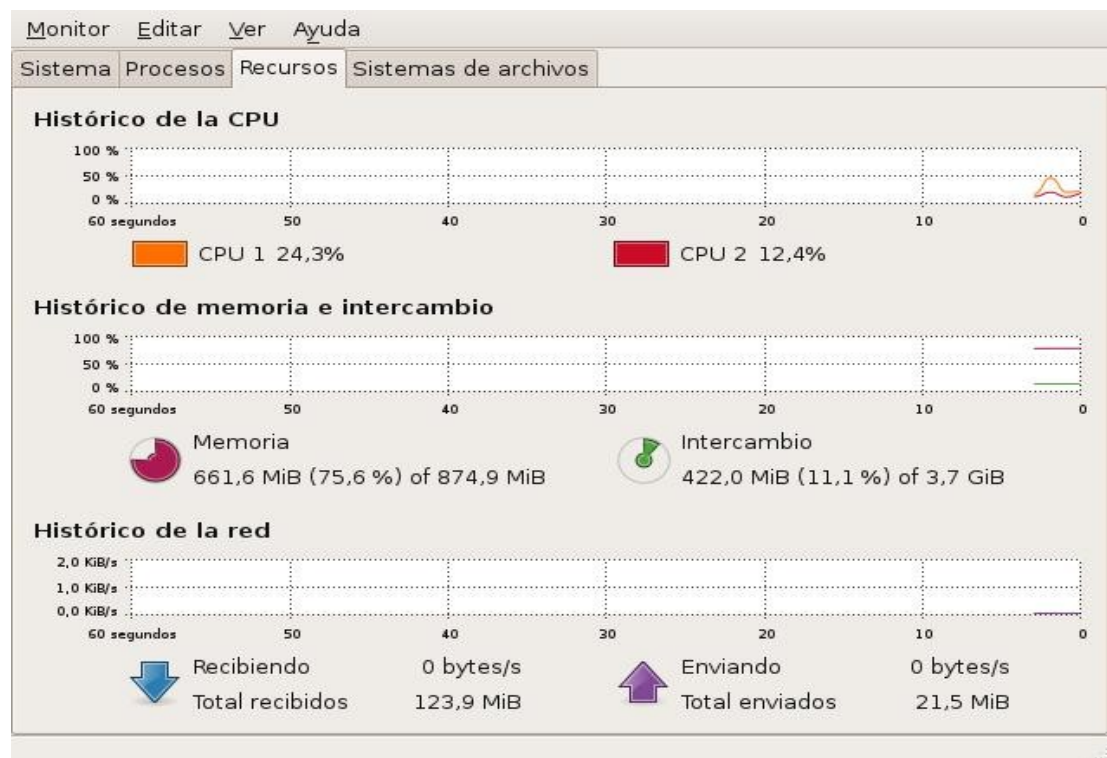 Monitor Editar Ver Ayuda
Sistema Procesos Recursos Sistemas de archivos
Histórico de la CPU
100 %
50 %
0 %
60 segundos 50 40 30 20 10 0
CPU 1 24,3% CPU 2 12,4%
Histórico de memoria e intercambio
100 %
50 %
0 %
60 segundos 50 40 30 20 10 0
Memoria Intercambio
661,6 MiB (75,6 %) of 874,9 MiB 422,0 MiB (11,1 %) of 3,7 GiB
Histórico de la red
2,0 KiB/s
1,0 KiB/s
0,0 KiB/s
60 segundos 50 40 30 20 10 0
Recibiendo 0 bytes/s Enviando 0 bytes/s
Total recibidos 123,9 MiB Total enviados 21,5 MiB